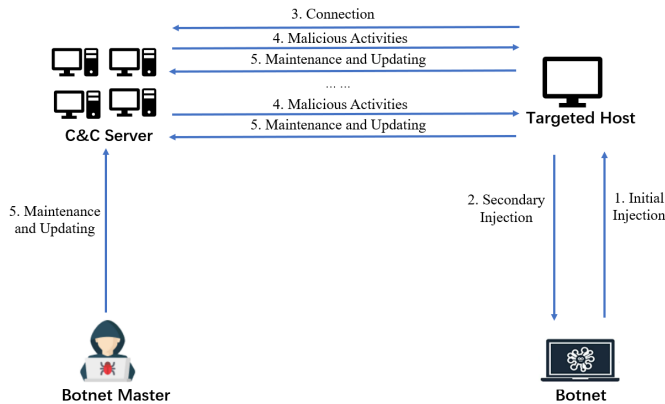 3. Connection
4. Malicious Activities
5. Maintenance and Updating
... ...
4. Malicious Activities
5. Maintenance and Updating
C&C Server
Targeted Host
5. Maintenance
and Updating
2. Secondary
Injection
1. Initial
Injection
Botnet Master
Botnet